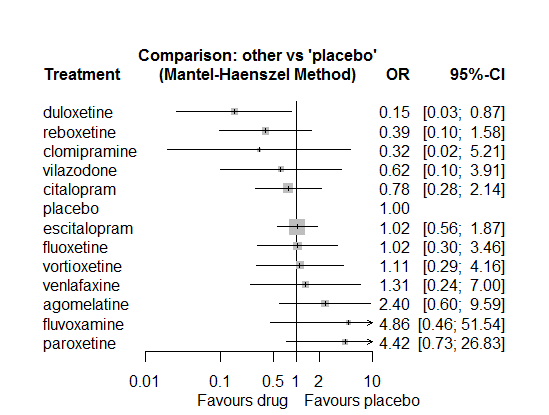 Comparison: other vs 'placebo'
Treatment (Mantel-Haenszel Method) OR 95%-CI
duloxetine 0.15 [0.03; 0.87]
reboxetine 0.39 [0.10; 1.58]
clomipramine 0.32 [0.02; 5.21]
vilazodone 0.62 [0.10; 3.91]
citalopram 0.78 [0.28; 2.14]
placebo 1.00
escitalopram 1.02 [0.56; 1.87]
fluoxetine 1.02 [0.30; 3.46]
vortioxetine 1.11 [0.29; 4.16]
venlafaxine 1.31 [0.24; 7.00]
agomelatine 2.40 [0.60; 9.59]
fluvoxamine 4.86 [0.46; 51.54]
paroxetine 4.42 [0.73; 26.83]
0.01 0.1 0.5 1 2 10
Favours drug Favours placebo